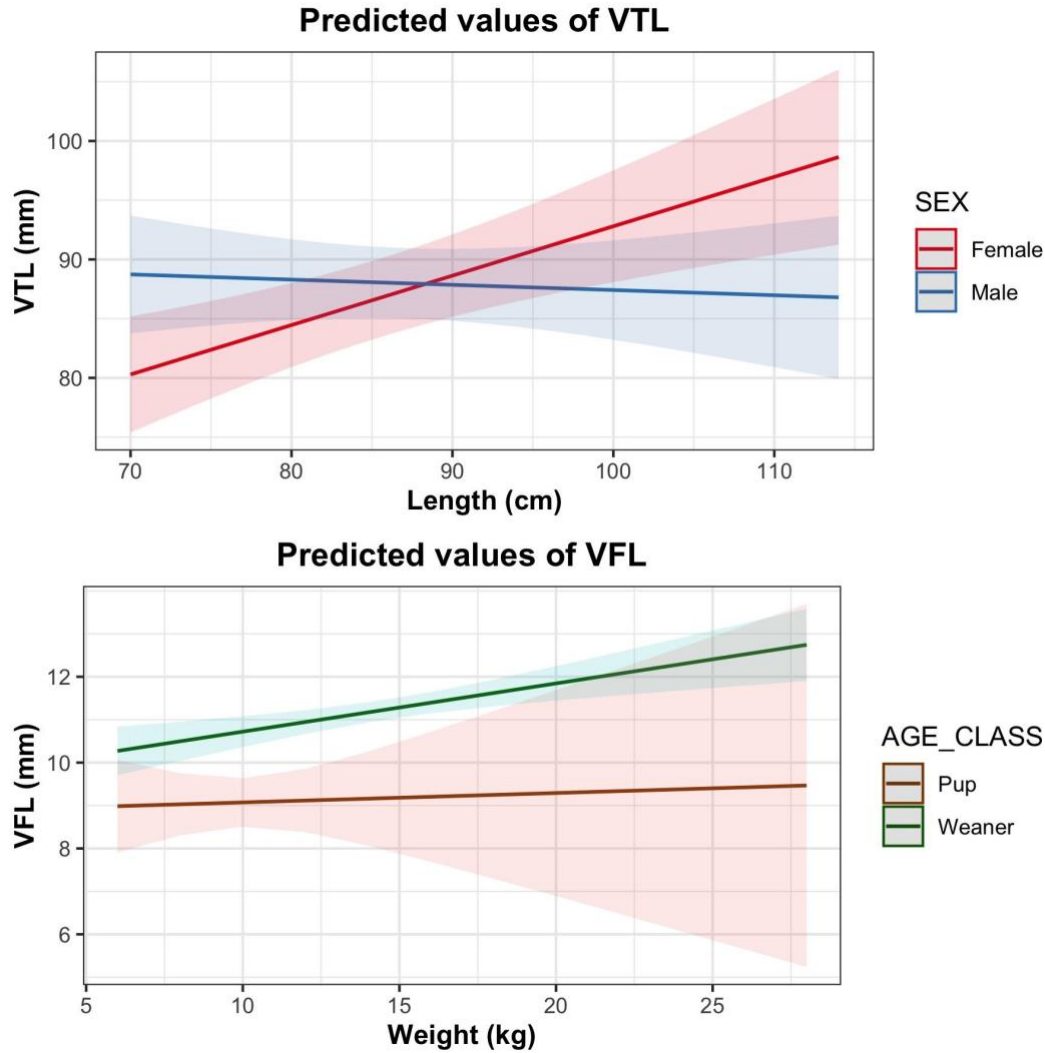 Predicted values of VTL
VTL (mm)
100
90
80
70 80 90 100 110
Length (cm)
SEX
Female
Male
Predicted values of VFL
VFL (mm)
12
10
8
6
5 10 15 20 25
Weight (kg)
AGE_CLASS
Pup
Weaner